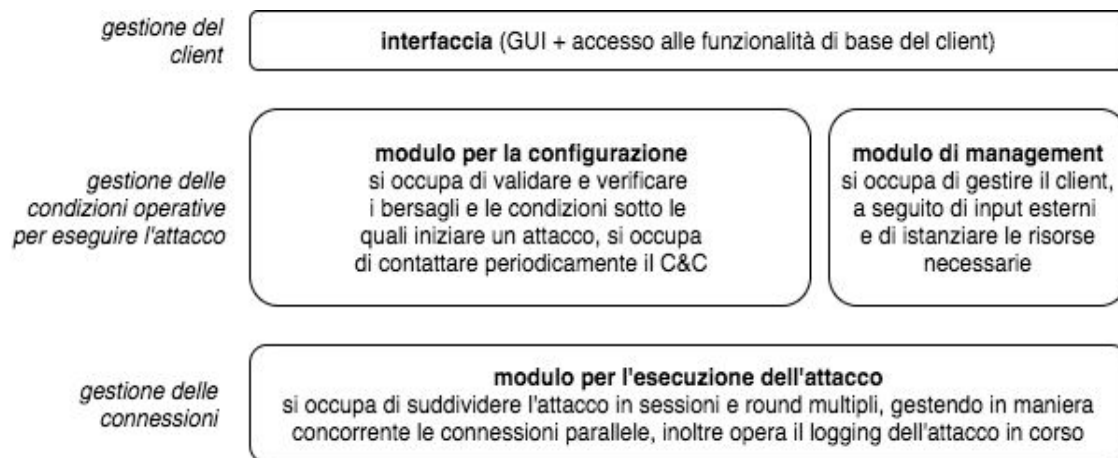 gestione del
client
interfaccia (GUI + accesso alle funzionalità di base del client)
gestione delle
condizioni operative
per eseguire l'attacco
modulo per la configurazione
si occupa di validare e verificare
i bersagli e le condizioni sotto le
quali iniziare un attacco, si occupa
di contattare periodicamente il C&C
modulo di management
si occupa di gestire il client,
a seguito di input esterni
e di istanziare le risorse
necessarie
gestione delle
connessioni
modulo per l'esecuzione dell'attacco
si occupa di suddividere l'attacco in sessioni e round multipli, gestendo in maniera
concorrente le connessioni parallele, inoltre opera il logging dell'attacco in corso